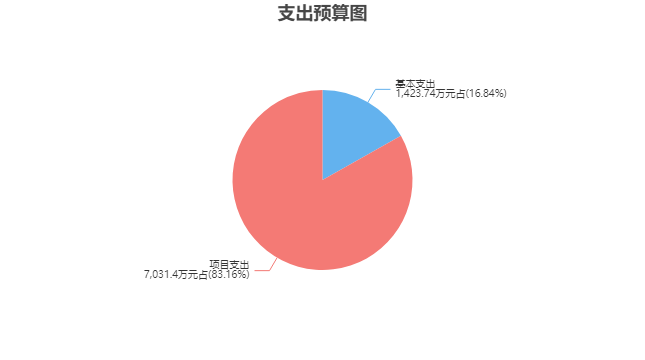 支出预算图
基本支出
1,423.74万元占(16.84%)
项目支出
7,031.4万元占(83.16%)